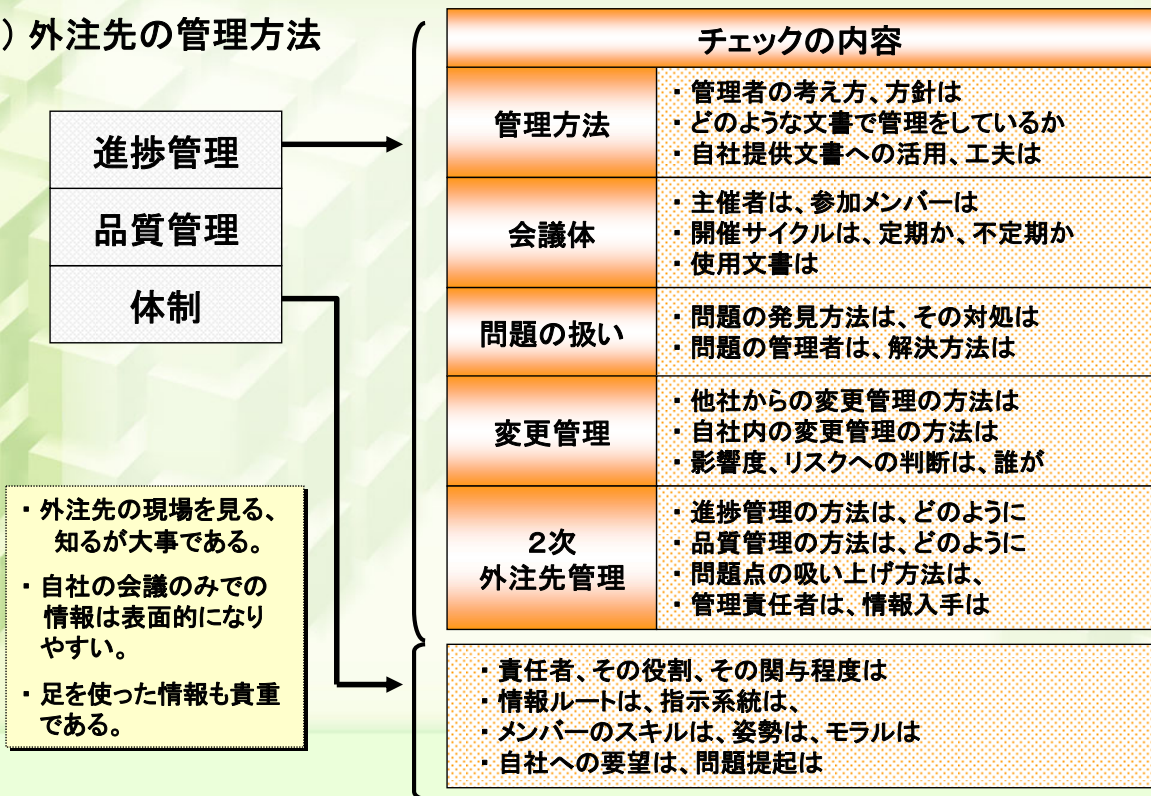 ）外注先の管理方法
進捗管理
品質管理
体制
・外注先の現場を見る、
知るが大事である。
・自社の会議のみでの
情報は表面的になり
やすい。
・足を使った情報も貴重
である。
チェックの内容
管理方法
・管理者の考え方、方針は
・どのような文書で管理をしているか
・自社提供文書への活用、工夫は
会議体
・主催者は、参加メンバーは
・開催サイクルは、定期か、不定期か
・使用文書は
問題の扱い
・問題の発見方法は、その対処は
・問題の管理者は、解決方法は
変更管理
・他社からの変更管理の方法は
・自社内の変更管理の方法は
・影響度、リスクへの判断は、誰が
２次
外注先管理
・進捗管理の方法は、どのように
・品質管理の方法は、どのように
・問題点の吸い上げ方法は、
・管理責任者は、情報入手は
・責任者、その役割、その関与程度は
・情報ルートは、指示系統は、
・メンバーのスキルは、姿勢は、モラルは
・自社への要望は、問題提起は